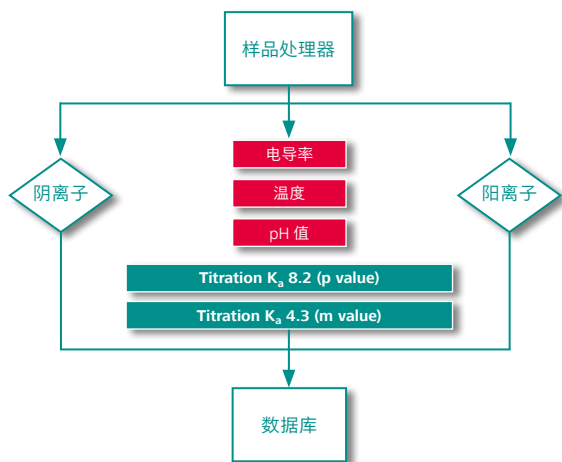 样品处理器
电导率
阴离子
温度
阳离子
pH 值
Titration Kₐ 8.2 (p value)
Titration Kₐ 4.3 (m value)
数据库